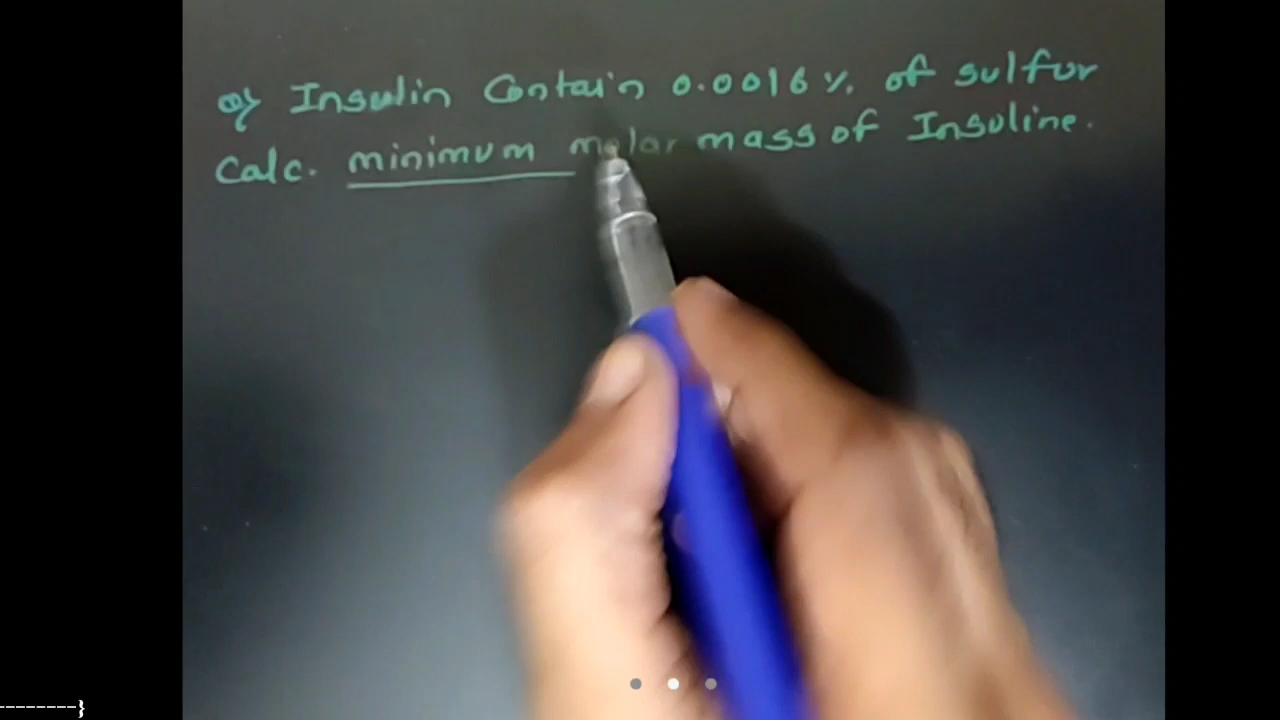 Q) Insulin Contain 0.0016 %. of sulfur
Calc. minimum molar mass of Insuline.
--------}